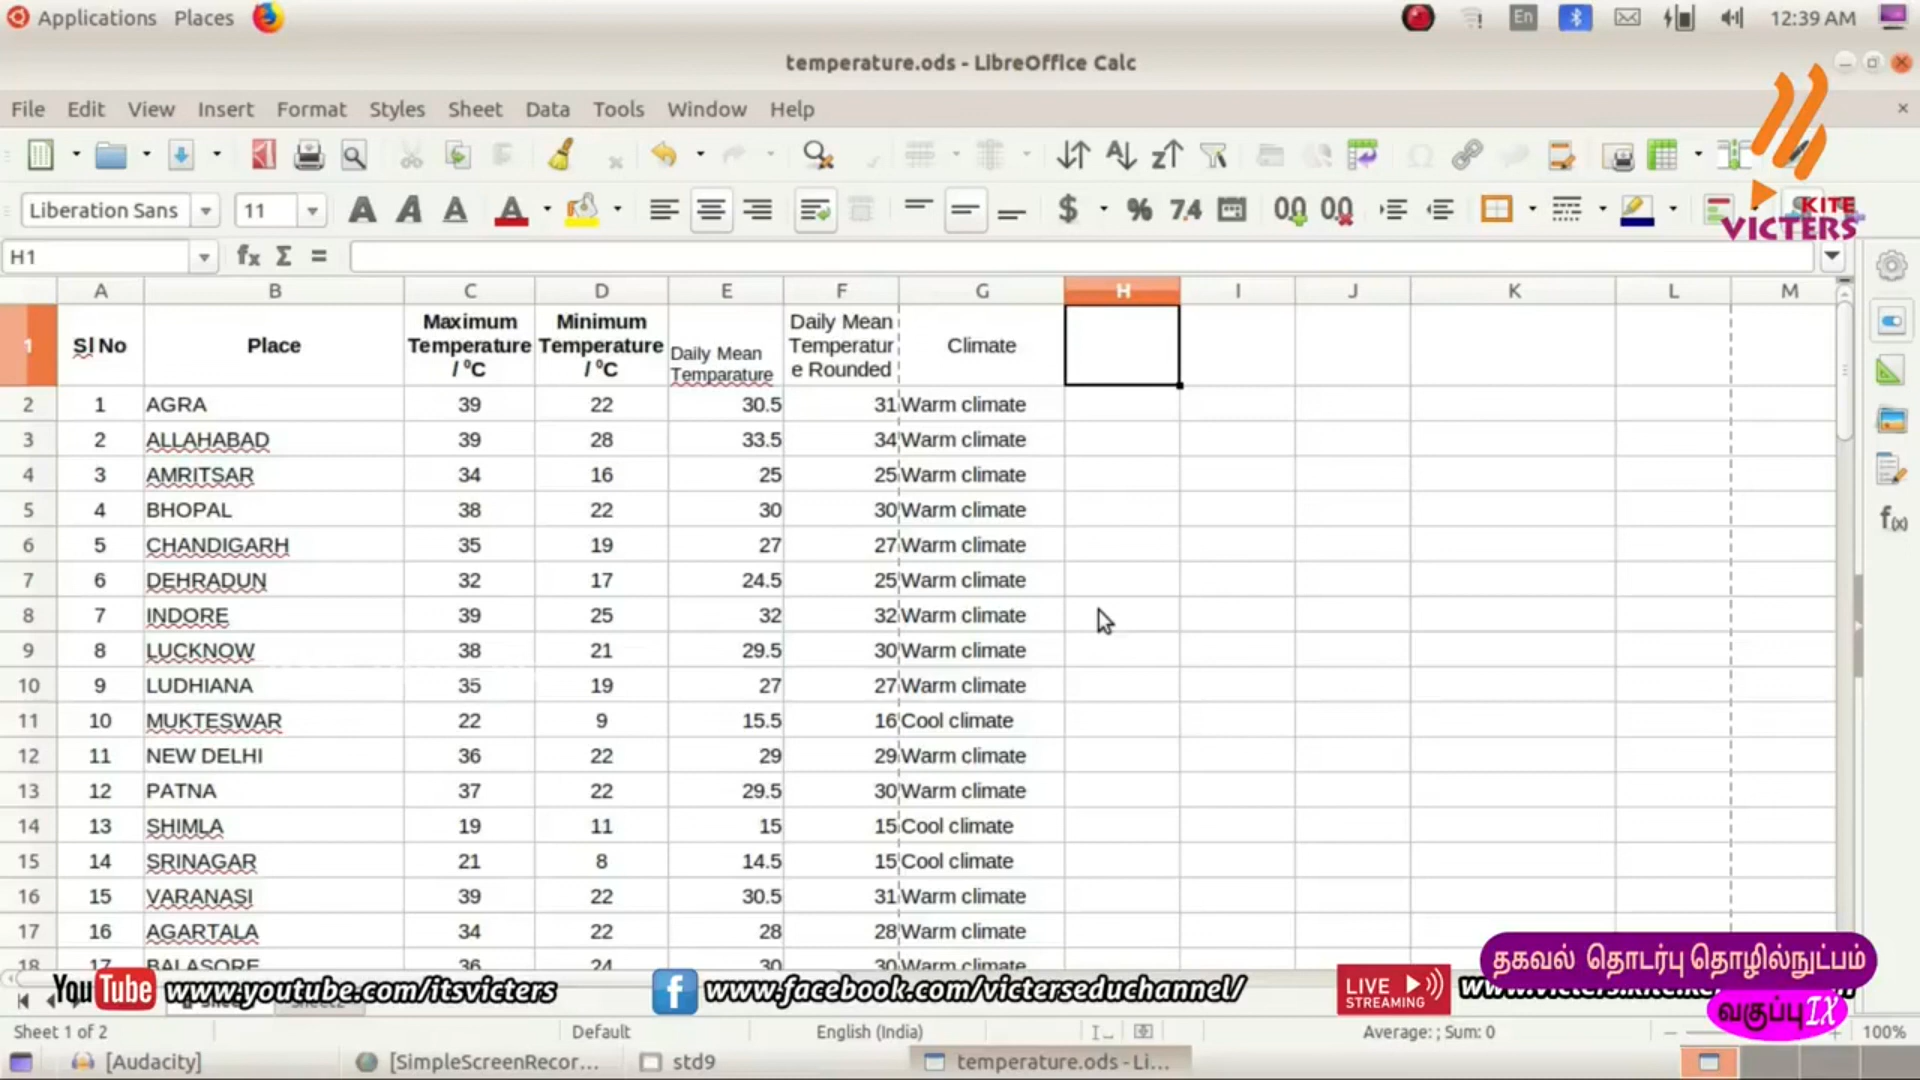 Applications Places En 12:39 AM
temperature.ods - LibreOffice Calc
File Edit View Insert Format Styles Sheet Data Tools Window Help
KITE
VICTERS
Liberation Sans 11
H1
A B C D E F G H I J K L M
1 Sl No Place Maximum Temperature / ⁰C Minimum Temperature / ⁰C Daily Mean Temparature Daily Mean Temperature Rounded Climate
2 1 AGRA 39 22 30.5 31 Warm climate
3 2 ALLAHABAD 39 28 33.5 34 Warm climate
4 3 AMRITSAR 34 16 25 25 Warm climate
5 4 BHOPAL 38 22 30 30 Warm climate
6 5 CHANDIGARH 35 19 27 27 Warm climate
7 6 DEHRADUN 32 17 24.5 25 Warm climate
8 7 INDORE 39 25 32 32 Warm climate
9 8 LUCKNOW 38 21 29.5 30 Warm climate
10 9 LUDHIANA 35 19 27 27 Warm climate
11 10 MUKTESWAR 22 9 15.5 16 Cool climate
12 11 NEW DELHI 36 22 29 29 Warm climate
13 12 PATNA 37 22 29.5 30 Warm climate
14 13 SHIMLA 19 11 15 15 Cool climate
15 14 SRINAGAR 21 8 14.5 15 Cool climate
16 15 VARANASI 39 22 30.5 31 Warm climate
17 16 AGARTALA 34 22 28 28 Warm climate
18 17 BALASORE 36 24 30 30 Warm climate
தகவல் தொடர்பு தொழில்நுட்பம்
வகுப்பு IX
YouTube www.youtube.com/itsvicters
www.facebook.com/victerseduchannel/
LIVE STREAMING
Sheet 1 of 2 Default English (India) Average: ; Sum: 0 100%
[Audacity] [SimpleScreenRecor... std9 temperature.ods - Li...